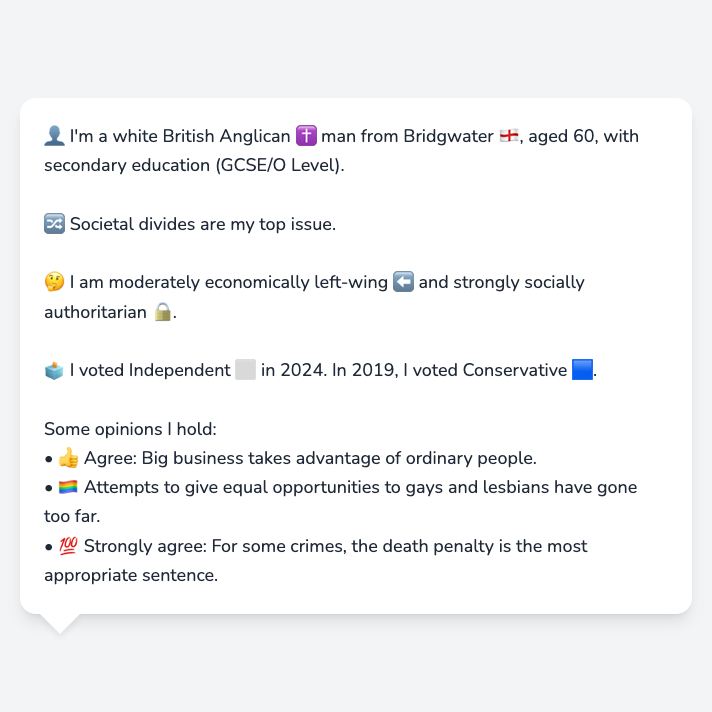 👤 I'm a white British Anglican ✝️ man from Bridgwater 🏴󠁧󠁢󠁥󠁮󠁧󠁿, aged 60, with
secondary education (GCSE/O Level).
🔀 Societal divides are my top issue.
🤔 I am moderately economically left-wing ⬅️ and strongly socially
authoritarian 🔒.
🗳️ I voted Independent ⬜ in 2024. In 2019, I voted Conservative 🟦.
Some opinions I hold:
• 👍 Agree: Big business takes advantage of ordinary people.
• 🏳️‍🌈 Attempts to give equal opportunities to gays and lesbians have gone
too far.
• 💯 Strongly agree: For some crimes, the death penalty is the most
appropriate sentence.